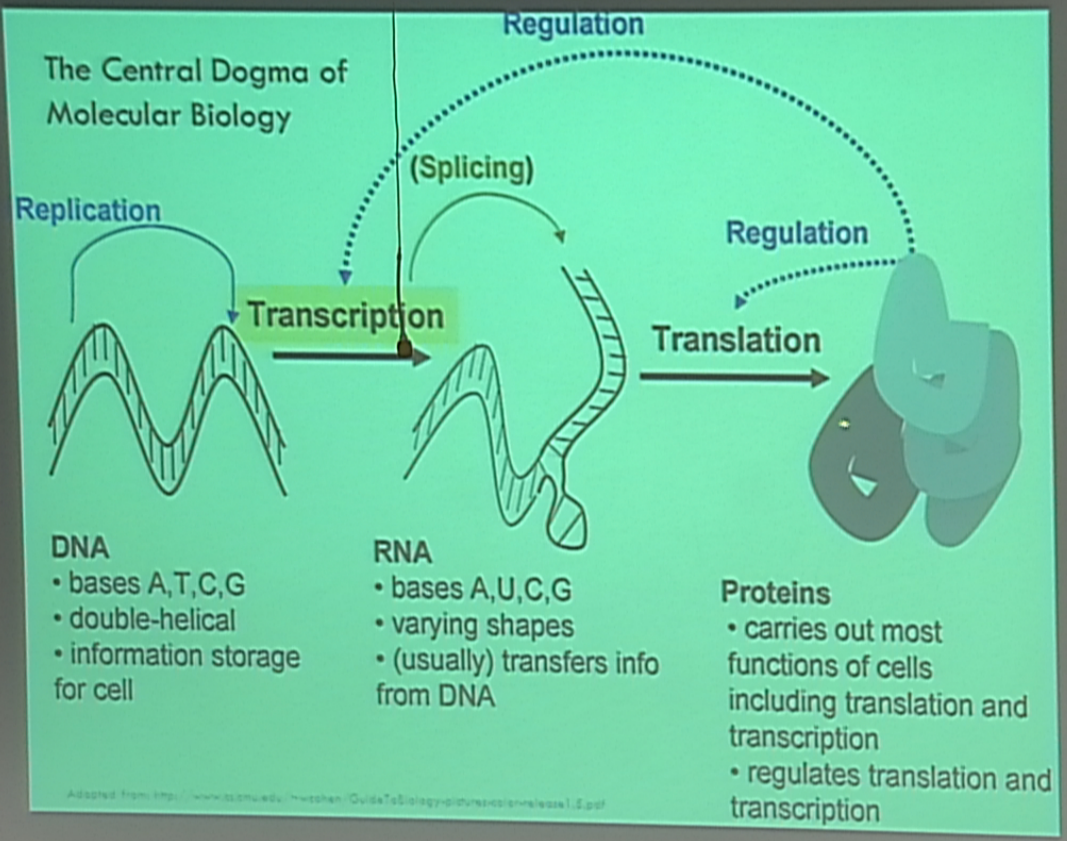 Regulation
The Central Dogma of
Molecular Biology
(Splicing)
Replication
Regulation
Transcription
Translation
DNA
• bases A,T,C,G
• double-helical
• information storage
for cell
RNA
• bases A,U,C,G
• varying shapes
• (usually) transfers info
from DNA
Proteins
• carries out most
functions of cells
including translation and
transcription
• regulates translation and
transcription
Adapted from: